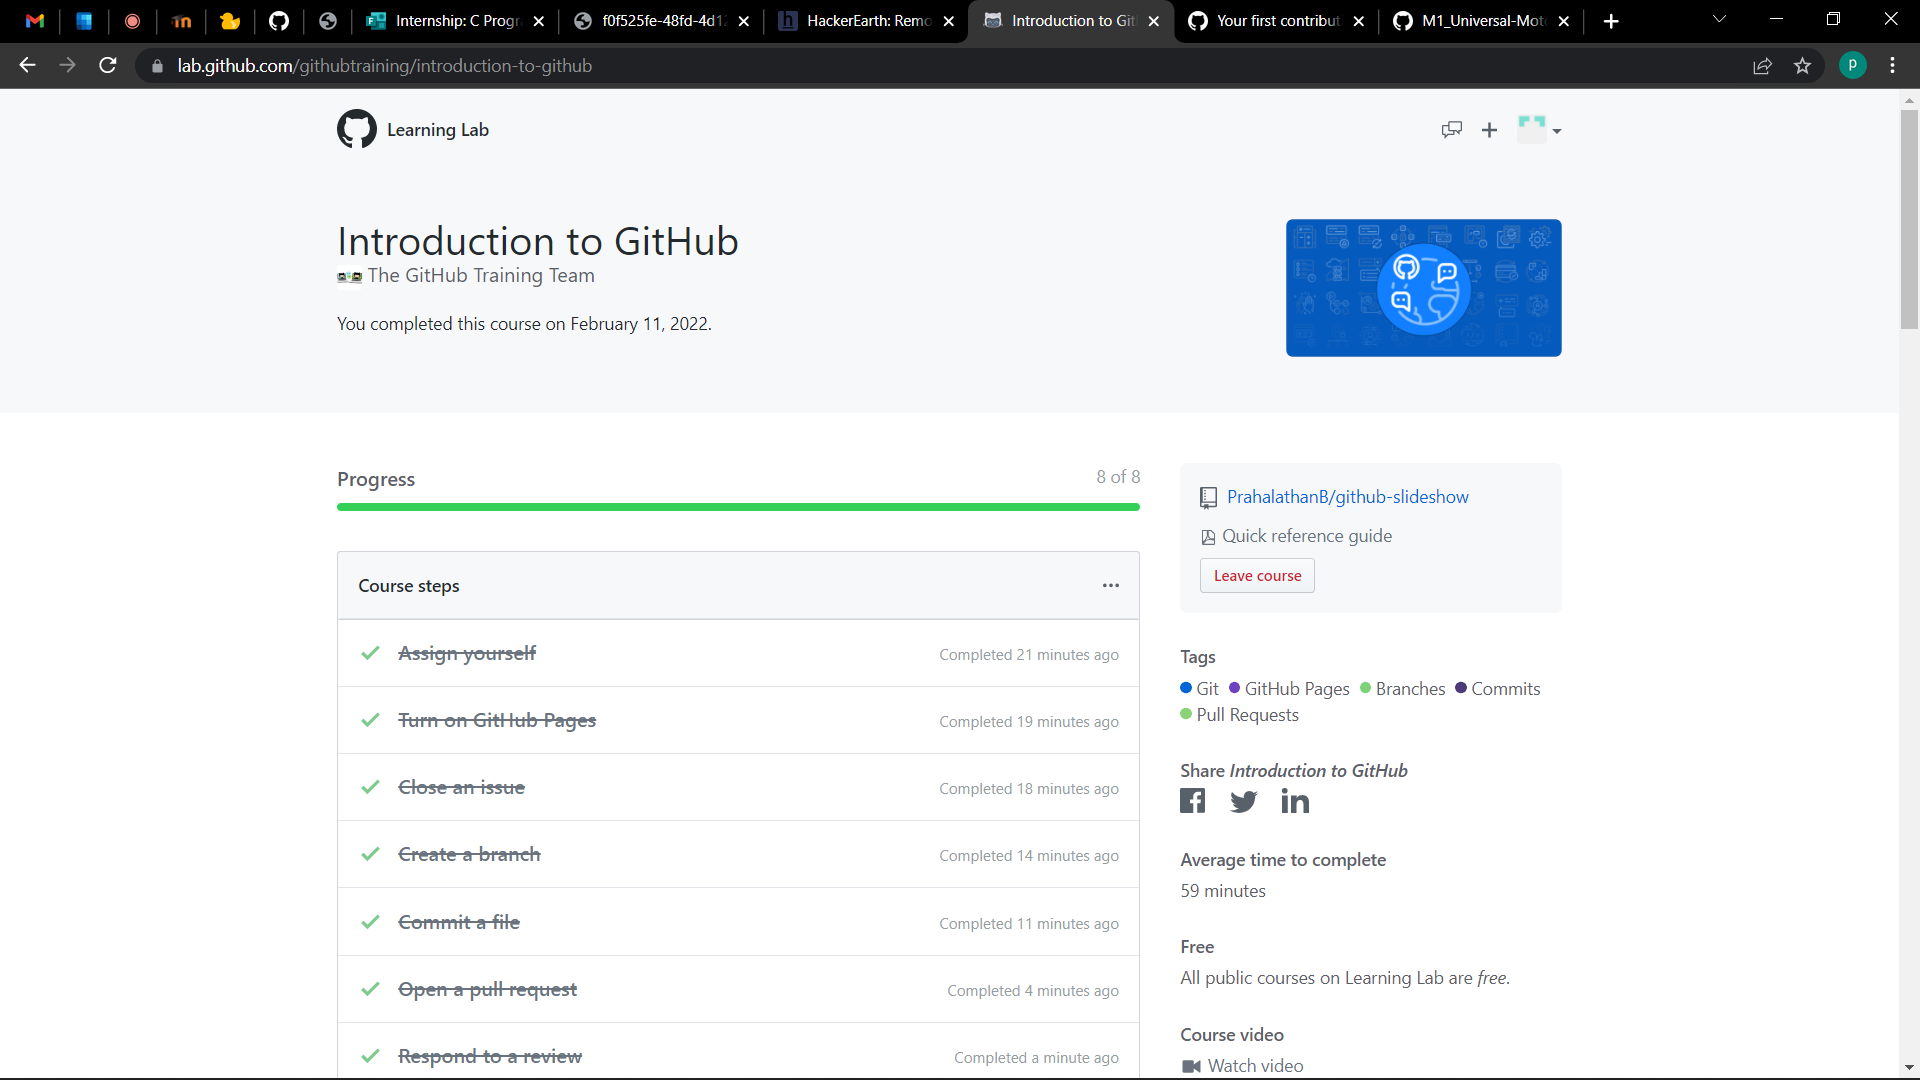 Internship: C Progr
f0f525fe-48fd-4d12
HackerEarth: Remo
Introduction to Git
Your first contribut
M1_Universal-Mot
lab.github.com/githubtraining/introduction-to-github
p
Learning Lab
Introduction to GitHub
The GitHub Training Team
You completed this course on February 11, 2022.
Progress
8 of 8
Course steps
Assign yourself
Completed 21 minutes ago
Turn on GitHub Pages
Completed 19 minutes ago
Close an issue
Completed 18 minutes ago
Create a branch
Completed 14 minutes ago
Commit a file
Completed 11 minutes ago
Open a pull request
Completed 4 minutes ago
Respond to a review
Completed a minute ago
PrahalathanB/github-slideshow
Quick reference guide
Leave course
Tags
Git GitHub Pages Branches Commits
Pull Requests
Share Introduction to GitHub
Average time to complete
59 minutes
Free
All public courses on Learning Lab are free.
Course video
Watch video